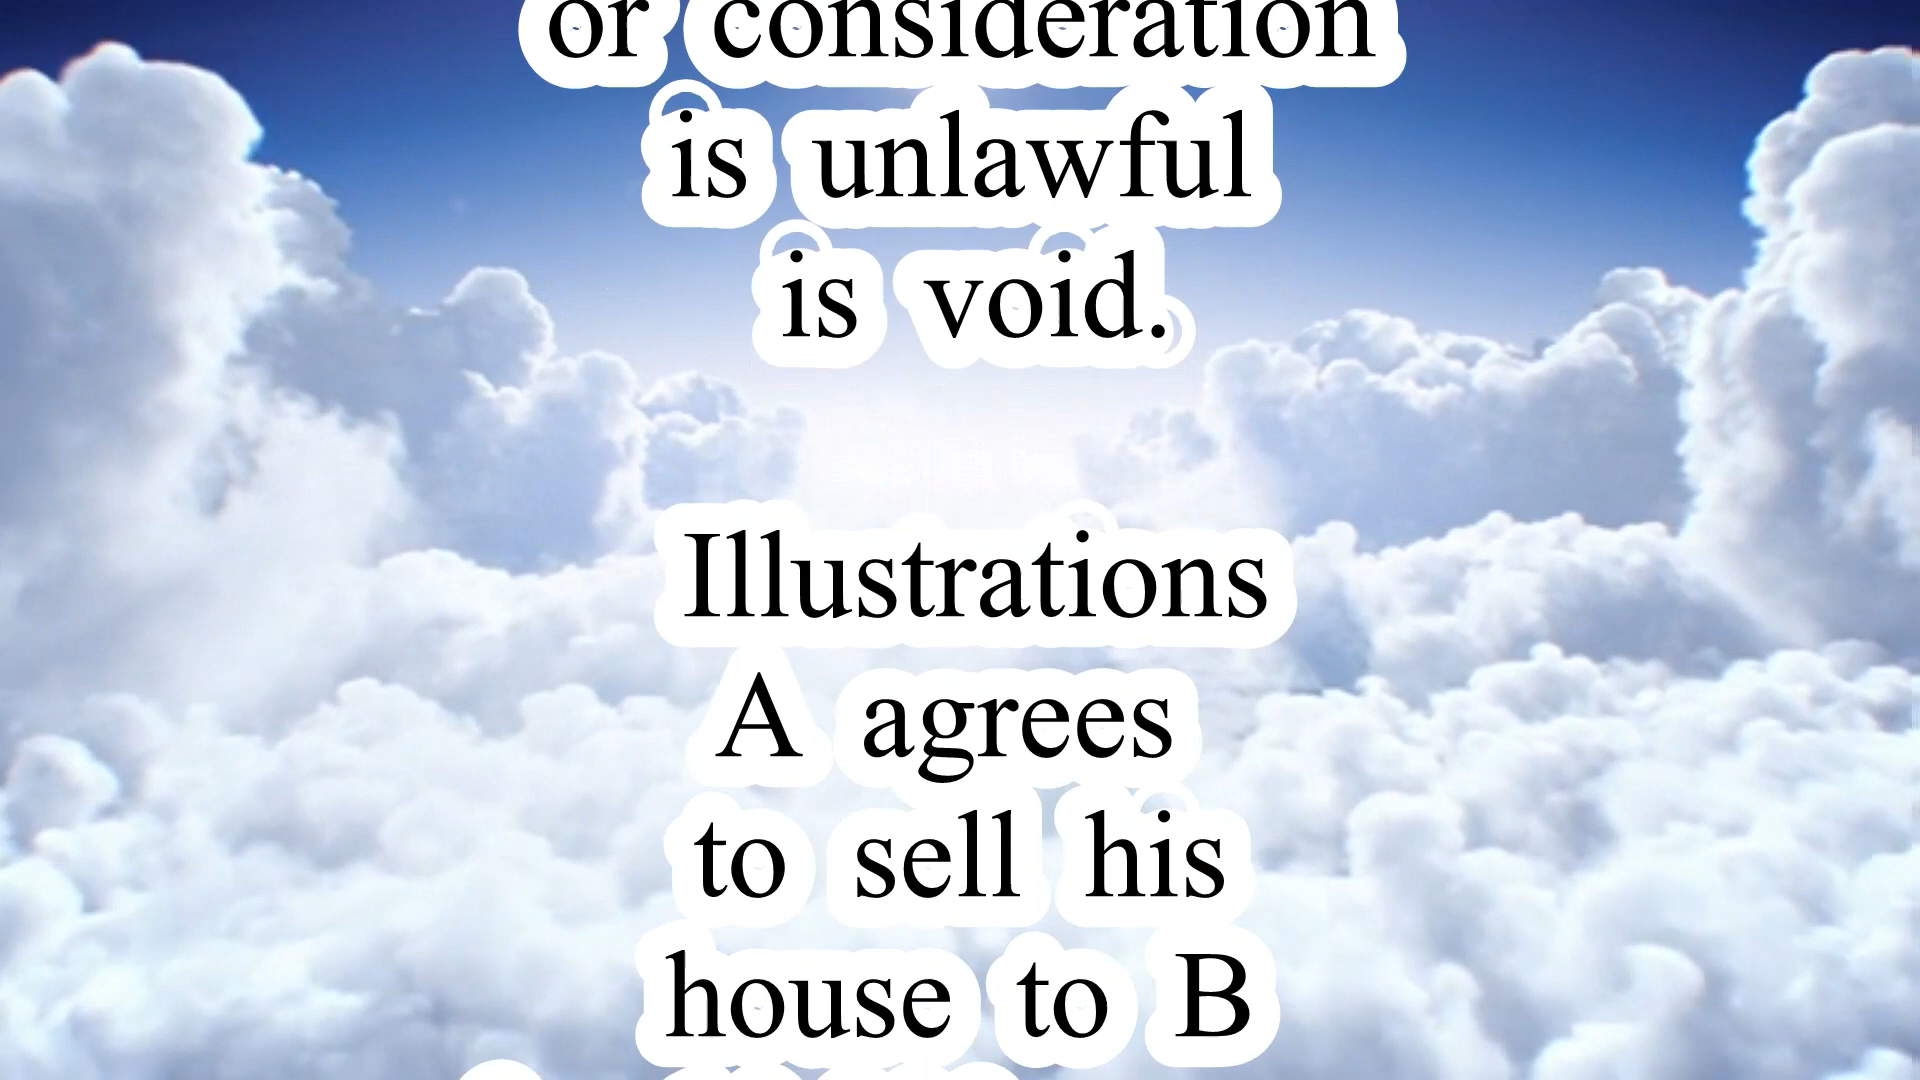 or consideration
is unlawful
is void.
Illustrations
A agrees
to sell his
house to B